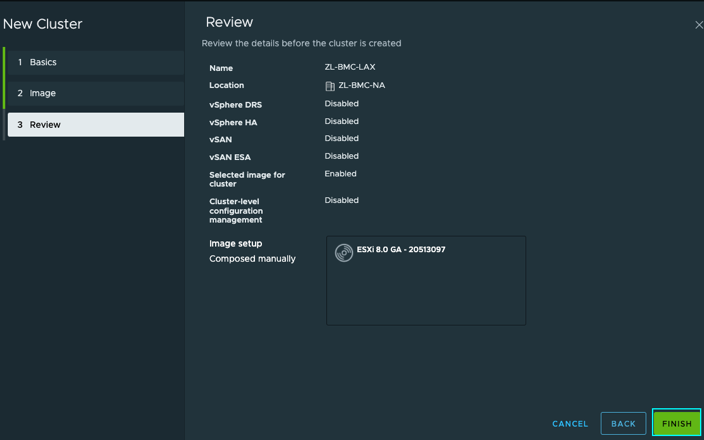 New Cluster
1 Basics
2 Image
3 Review
Review
Review the details before the cluster is created
Name ZL-BMC-LAX
Location ZL-BMC-NA
vSphere DRS Disabled
vSphere HA Disabled
vSAN Disabled
vSAN ESA Disabled
Selected image for Enabled
cluster
Cluster-level Disabled
configuration
management
Image setup
Composed manually
ESXi 8.0 GA - 20513097
CANCEL BACK FINISH